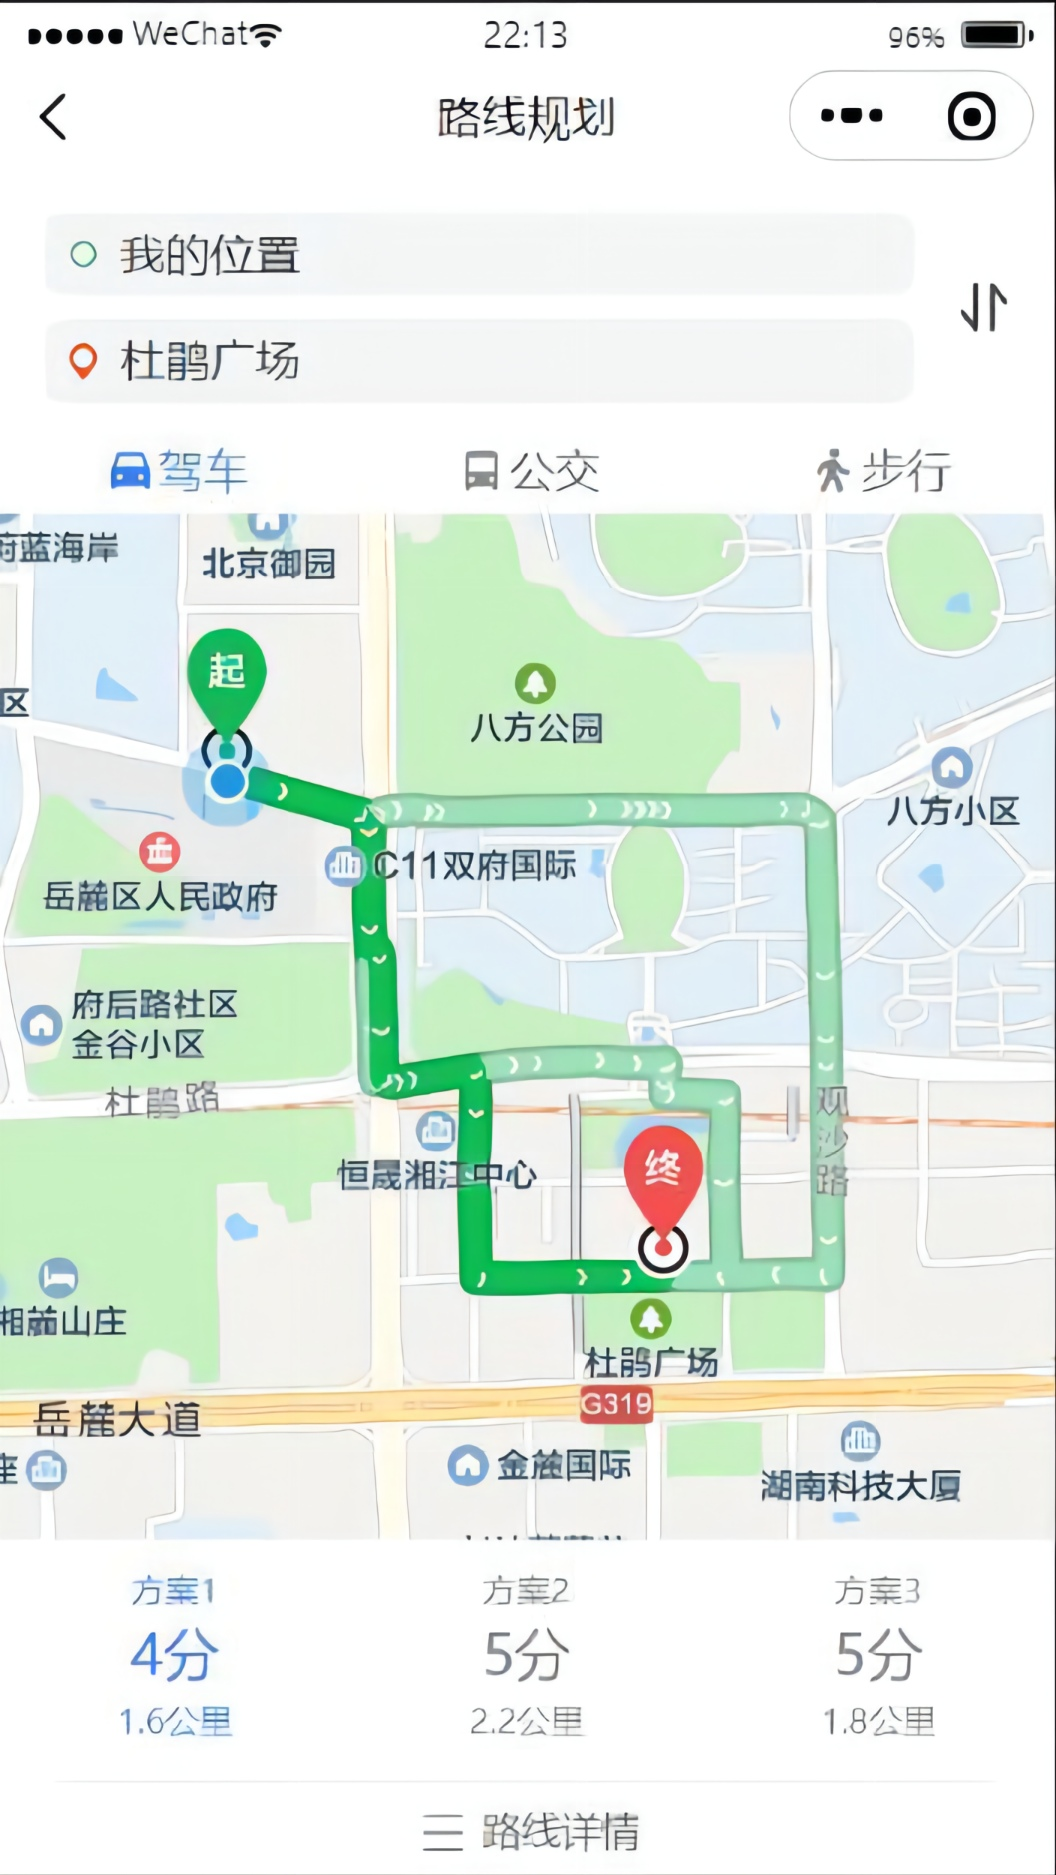 WeChat
22:13
96%
路线规划
我的位置
杜鹃广场
驾车
公交
步行
蔚蓝海岸
北京御园
起
区
八方公园
八方小区
C11双府国际
岳麓区人民政府
府后路社区
金谷小区
杜鹃路
观沙路
恒晟湘江中心
终
湘麓山庄
杜鹃广场
G319
岳麓大道
座
金麓国际
湖南科技大厦
方案1
4分
1.6公里
方案2
5分
2.2公里
方案3
5分
1.8公里
路线详情